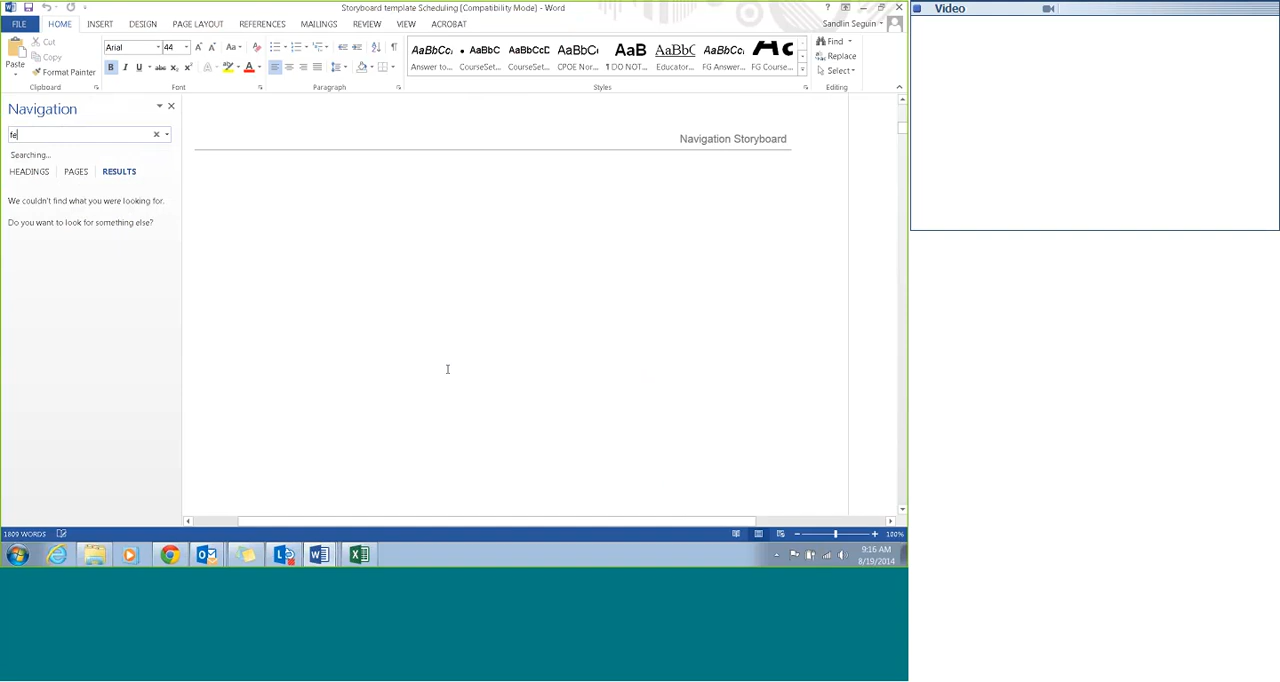 Storyboard template Scheduling [Compatibility Mode] - Word
Video
FILE HOME INSERT DESIGN PAGE LAYOUT REFERENCES MAILINGS REVIEW VIEW ACROBAT
Sandlin Seguin
Cut
Copy
Format Painter
Paste
Clipboard
Arial 44
Font
Paragraph
AaBbCc AaBbC AaBbCcE AaBbC AaB AaBbC AaBbCc
Answer to... CourseSet... CourseSet... CPOE Nor... 1 DO NOT... Educator... FG Answer... FG Course...
Styles
Find
Replace
Select
Editing
Navigation
fe
Searching...
HEADINGS PAGES RESULTS
We couldn't find what you were looking for.
Do you want to look for something else?
Navigation Storyboard
1809 WORDS
100%
9:16 AM
8/19/2014